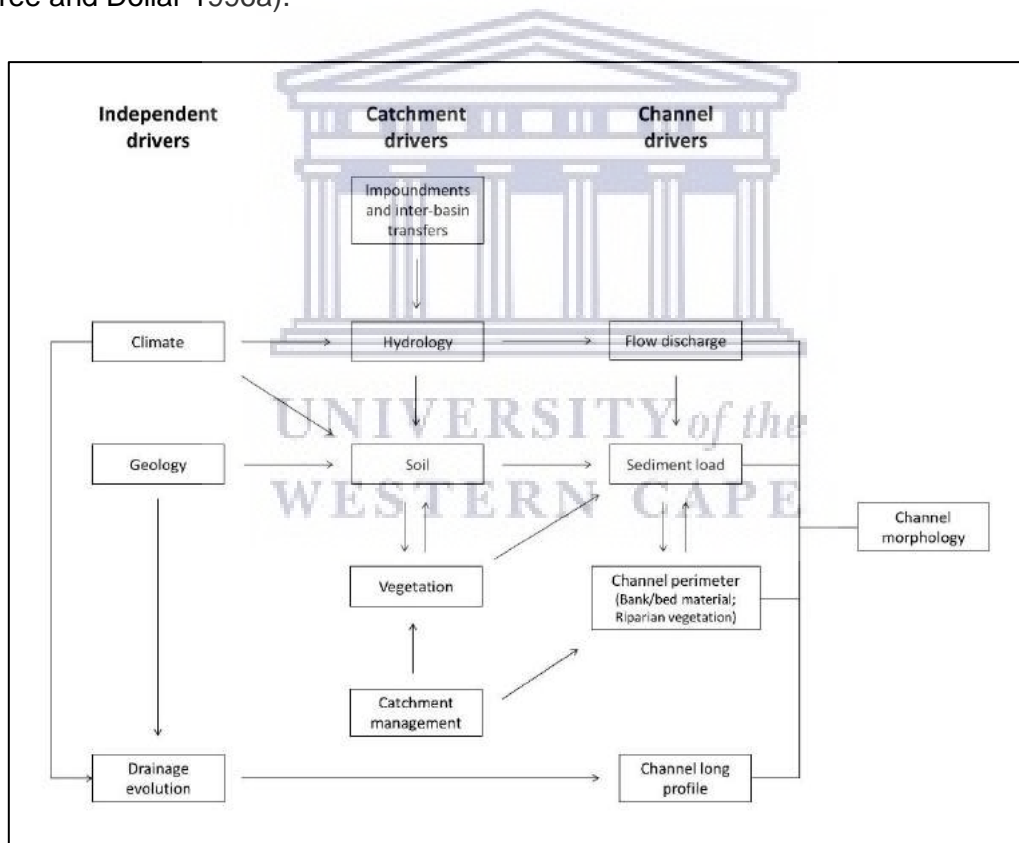 ree and Dollar 1996a).
Independent
drivers
Catchment
drivers
Channel
drivers
Impoundments
and inter-basin
transfers
Climate
Hydrology
Flow discharge
UNIVERSITY of the
Geology
Soil
Sediment load
WESTERN CAPE
Channel
morphology
Vegetation
Channel perimeter
(Bank/bed material;
Riparian vegetation)
Catchment
management
Drainage
evolution
Channel long
profile